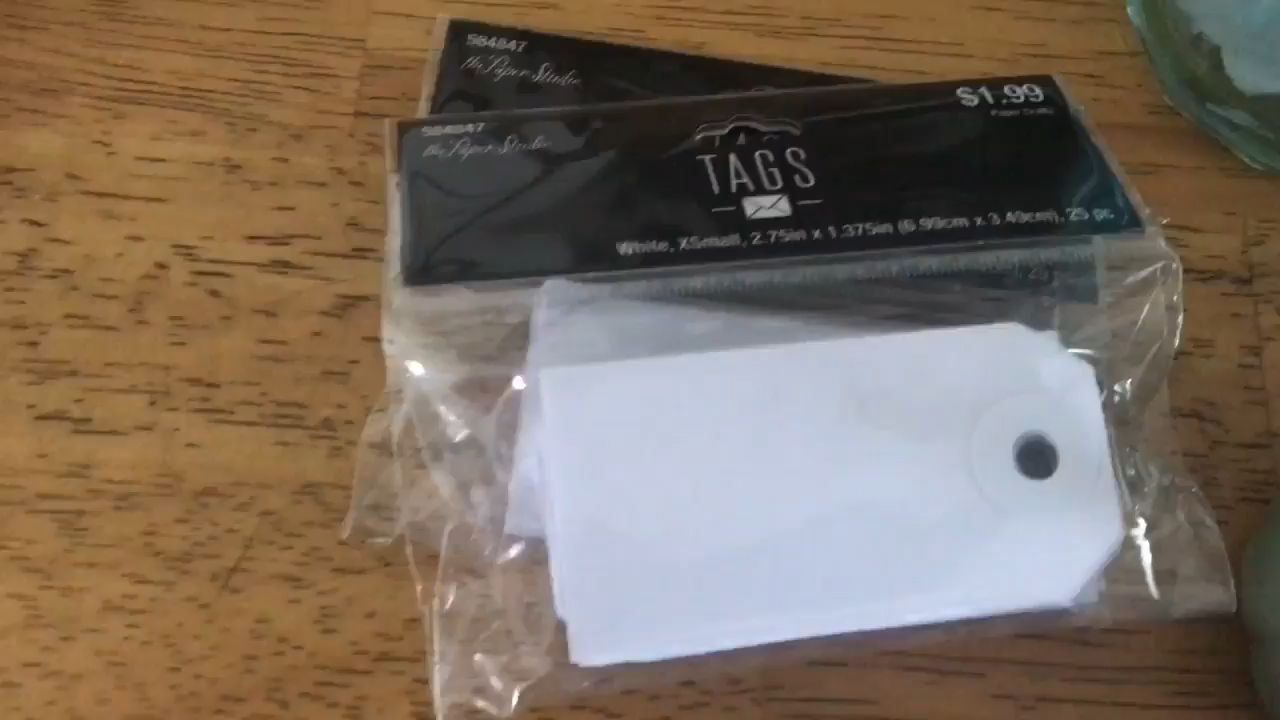 584847
the Paper Studio
584847
the Paper Studio
$1.99
Paper Crafts
TAGS
White, XSmall, 2.75in x 1.375in (6.99cm x 3.49cm), 25 pc